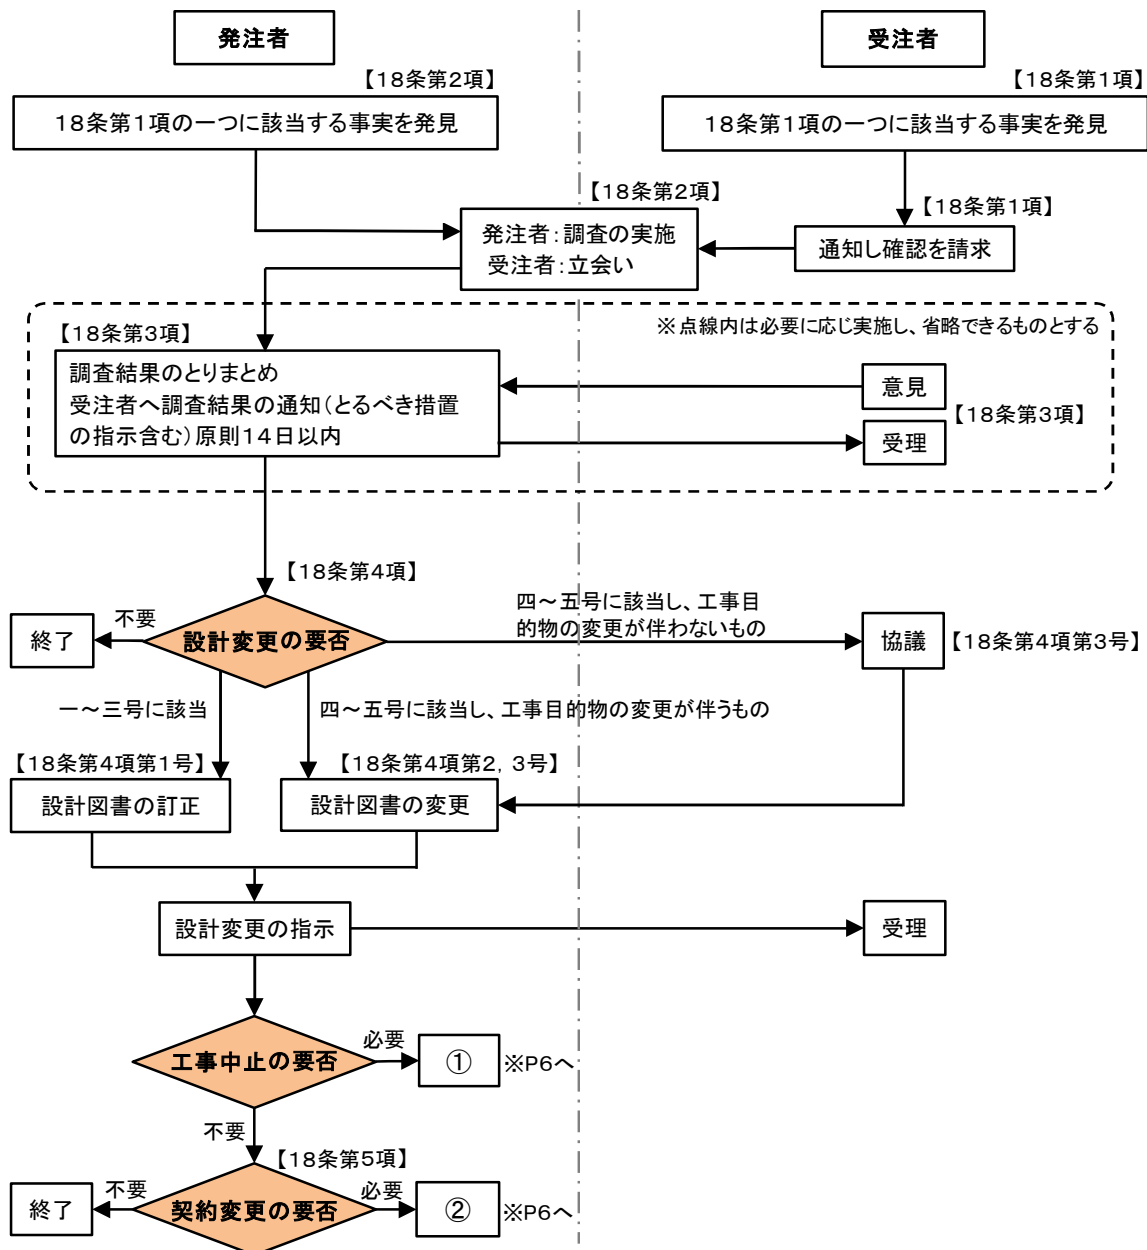 発注者
受注者
【18条第2項】
【18条第1項】
18条第1項の一つに該当する事実を発見
18条第1項の一つに該当する事実を発見
【18条第2項】
【18条第1項】
発注者:調査の実施
受注者:立会い
通知し確認を請求
※点線内は必要に応じ実施し、省略できるものとする
【18条第3項】
調査結果のとりまとめ
受注者へ調査結果の通知(とるべき措置
の指示含む)原則14日以内
意見
【18条第3項】
受理
【18条第4項】
不要
終了
設計変更の要否
四~五号に該当し、工事目
的物の変更が伴わないもの
協議
【18条第4項第3号】
一~三号に該当
四~五号に該当し、工事目的物の変更が伴うもの
【18条第4項第1号】
【18条第4項第2,3号】
設計図書の訂正
設計図書の変更
設計変更の指示
受理
工事中止の要否
必要
①
※P6へ
不要
【18条第5項】
終了
不要
契約変更の要否
必要
②
※P6へ